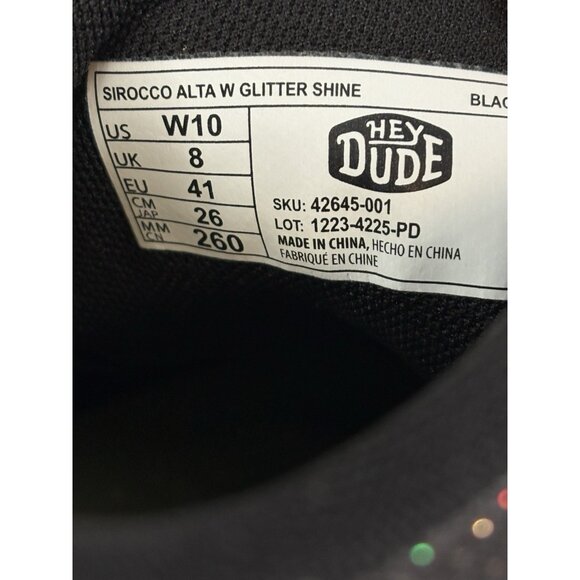 SIROCCO ALTA W GLITTER SHINE
US W10
UK 8
EU 41
CM JAP 26
MM CN 260
HEY
DUDE
SKU: 42645-001
LOT: 1223-4225-PD
MADE IN CHINA, HECHO EN CHINA
FABRIQUÉ EN CHINE